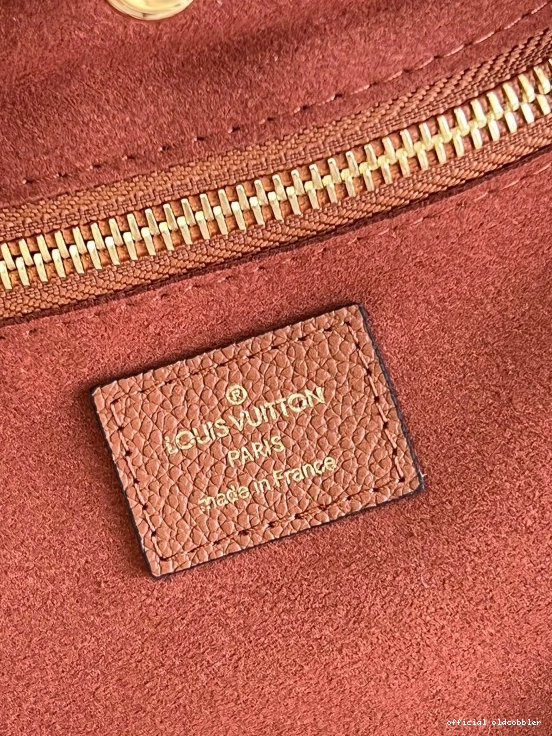 ®
LOUIS VUITTON
PARIS
made in France
official oldcobbler